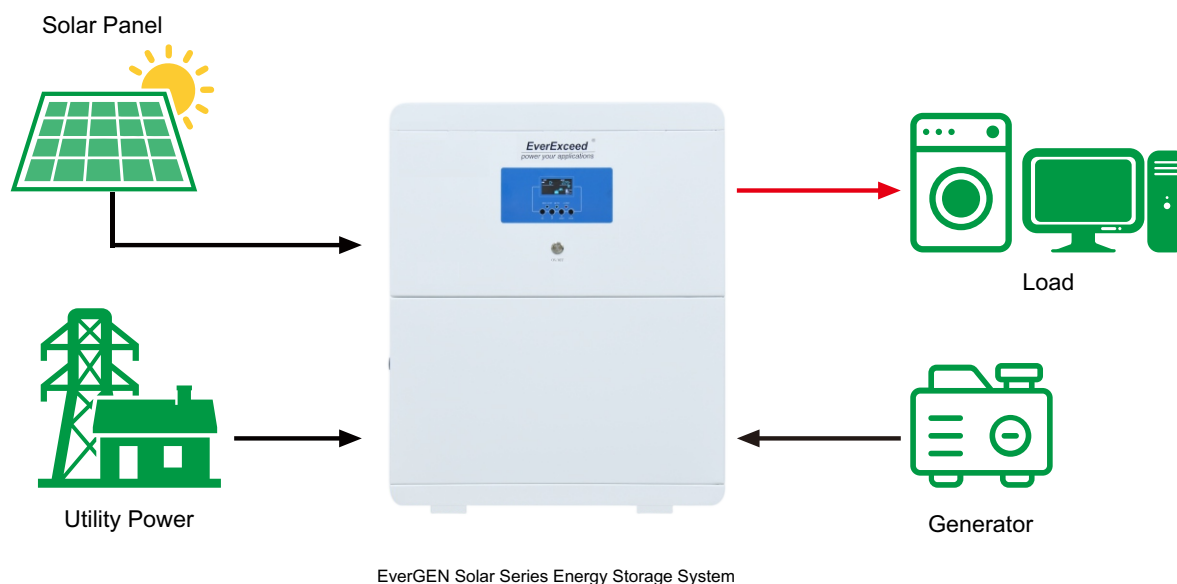 Solar Panel
EverExceed ®
power your applications
Load
Utility Power
Generator
EverGEN Solar Series Energy Storage System